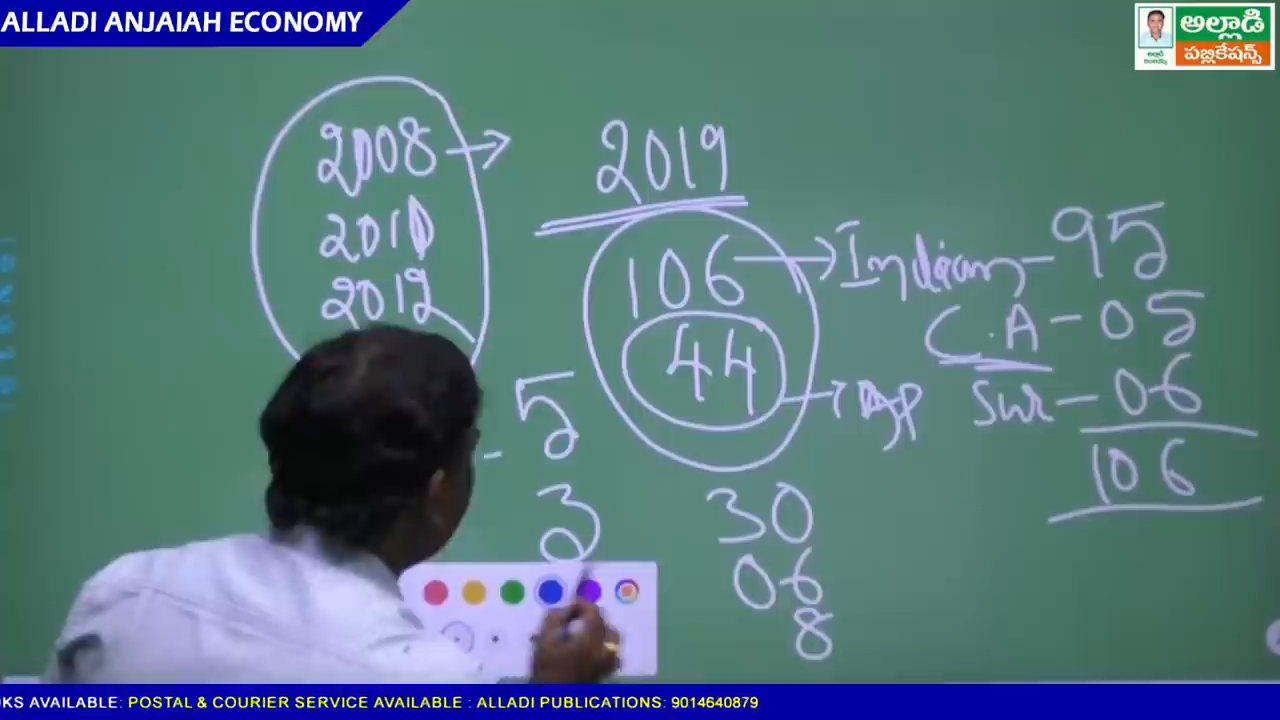 ALLADI ANJAIAH ECONOMY
అల్లాడి
పబ్లికేషన్స్
2008 → 2019
2010
2012
106 → Indian - 95
C.A - 05
44 →
Sur - 06
106
- 5
3
30
06
8
OKS AVAILABLE: POSTAL & COURIER SERVICE AVAILABLE : ALLADI PUBLICATIONS: 9014640879